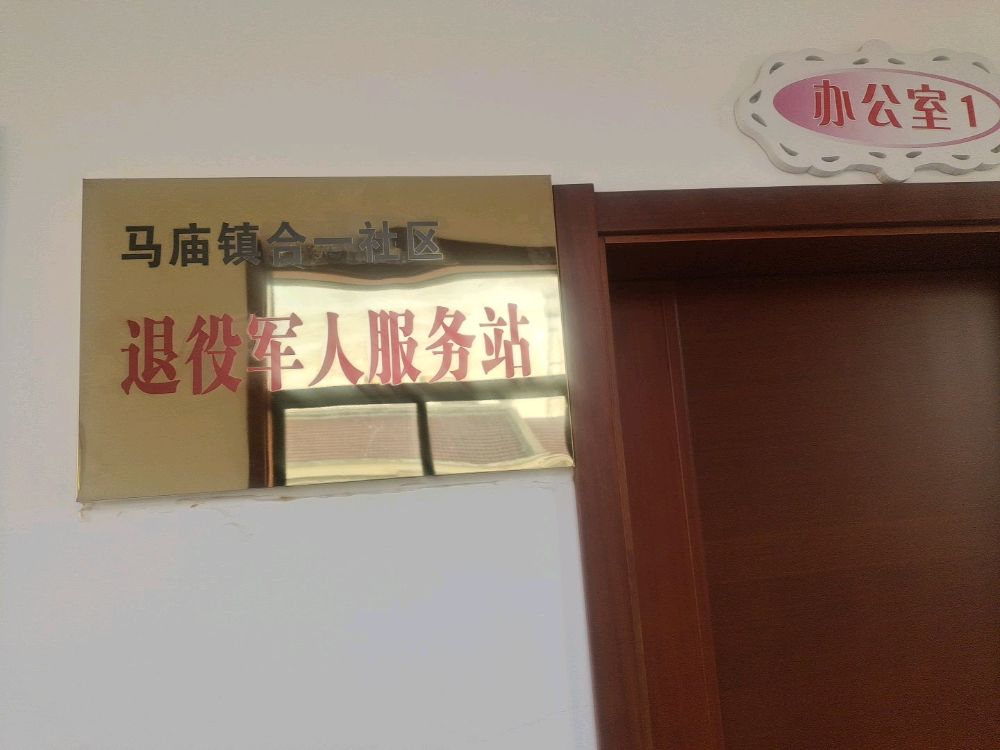 办公室1
马庙镇合一社区
退役军人服务站